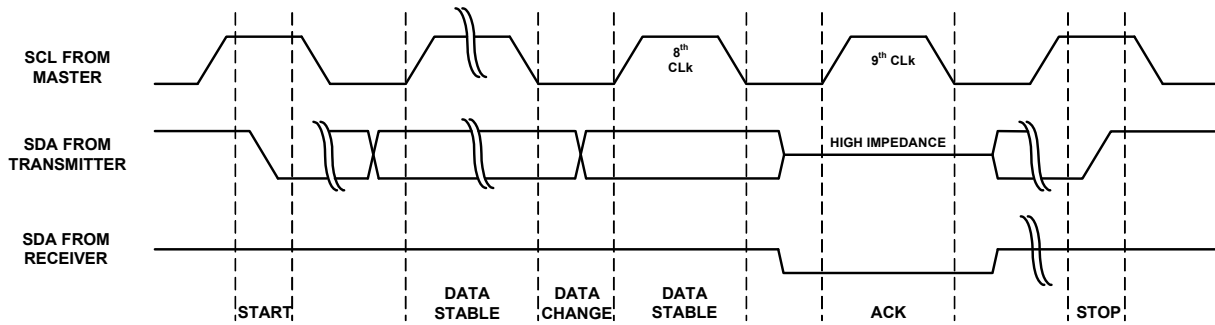 SCL FROM
MASTER
8th
CLk
9th CLk
SDA FROM
TRANSMITTER
HIGH IMPEDANCE
SDA FROM
RECEIVER
START
DATA
STABLE
DATA
CHANGE
DATA
STABLE
ACK
STOP